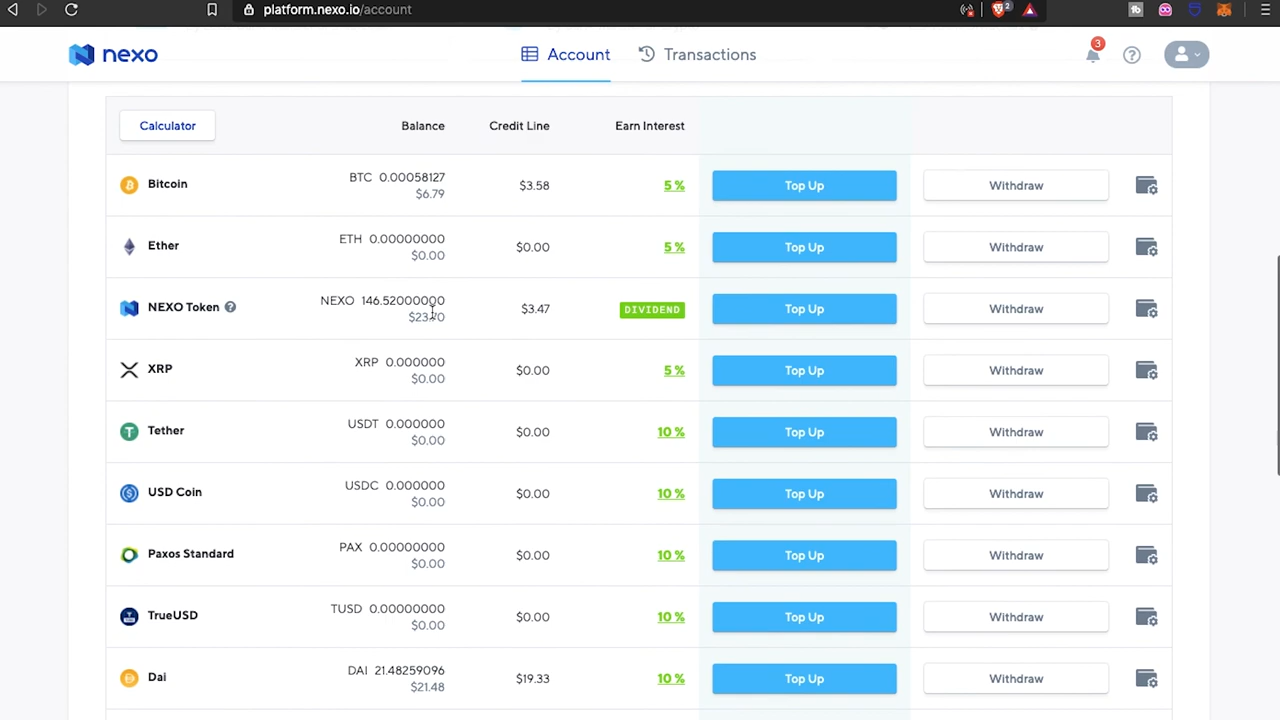 platform.nexo.io/account
2
nexo
Account
Transactions
3
Calculator
Balance
Credit Line
Earn Interest
Bitcoin
BTC 0.00058127
$6.79
$3.58
5 %
Top Up
Withdraw
Ether
ETH 0.00000000
$0.00
$0.00
5 %
Top Up
Withdraw
NEXO Token ?
NEXO 146.52000000
$23.70
$3.47
DIVIDEND
Top Up
Withdraw
XRP
XRP 0.000000
$0.00
$0.00
5 %
Top Up
Withdraw
Tether
USDT 0.000000
$0.00
$0.00
10 %
Top Up
Withdraw
USD Coin
USDC 0.000000
$0.00
$0.00
10 %
Top Up
Withdraw
Paxos Standard
PAX 0.00000000
$0.00
$0.00
10 %
Top Up
Withdraw
TrueUSD
TUSD 0.00000000
$0.00
$0.00
10 %
Top Up
Withdraw
Dai
DAI 21.48259096
$21.48
$19.33
10 %
Top Up
Withdraw